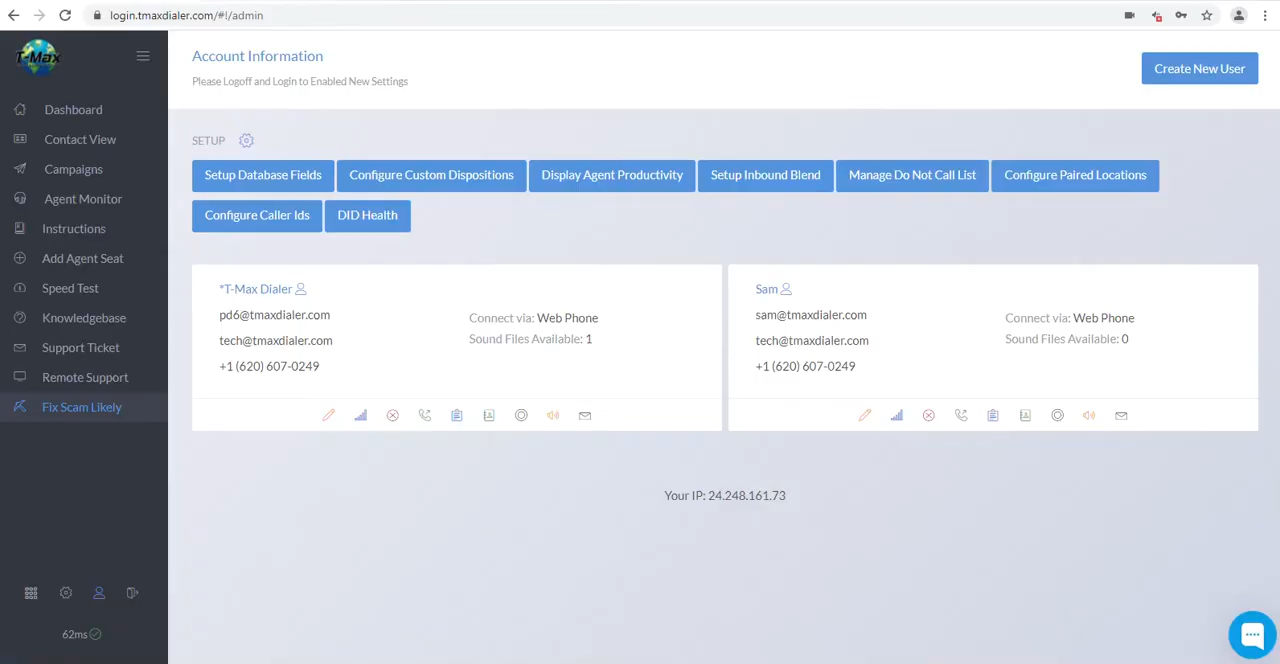 login.tmaxdialer.com/#!/admin
T-Max
Account Information
Please Logoff and Login to Enabled New Settings
Create New User
Dashboard
Contact View
Campaigns
Agent Monitor
Instructions
Add Agent Seat
Speed Test
Knowledgebase
Support Ticket
Remote Support
Fix Scam Likely
62ms
SETUP
Setup Database Fields
Configure Custom Dispositions
Display Agent Productivity
Setup Inbound Blend
Manage Do Not Call List
Configure Paired Locations
Configure Caller Ids
DID Health
*T-Max Dialer
pd6@tmaxdialer.com
tech@tmaxdialer.com
+1 (620) 607-0249
Connect via: Web Phone
Sound Files Available: 1
Sam
sam@tmaxdialer.com
tech@tmaxdialer.com
+1 (620) 607-0249
Connect via: Web Phone
Sound Files Available: 0
Your IP: 24.248.161.73